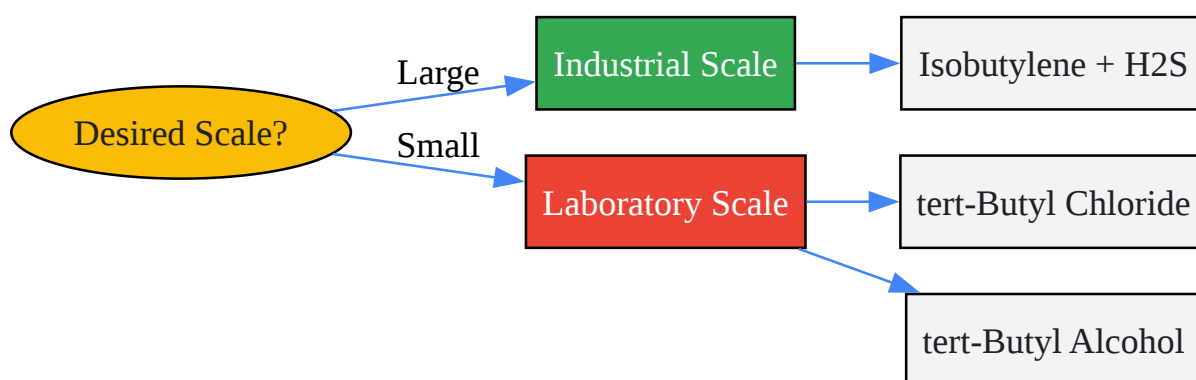 Desired Scale?
Large
Small
Industrial Scale
Laboratory Scale
Isobutylene + H2S
tert-Butyl Chloride
tert-Butyl Alcohol